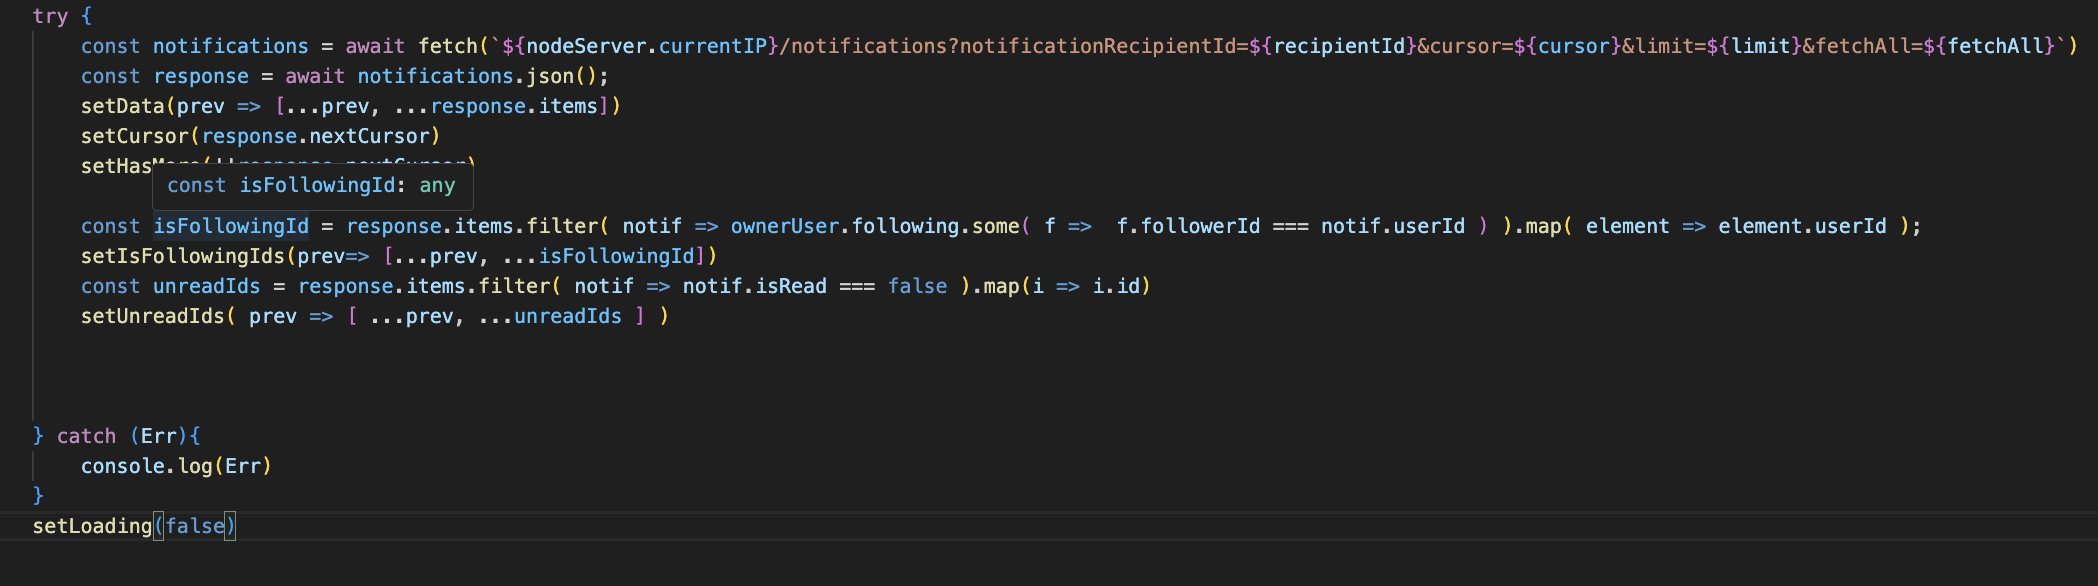 try {
const notifications = await fetch(`${nodeServer.currentIP}/notifications?notificationRecipientId=${recipientId}&cursor=${cursor}&limit=${limit}&fetchAll=${fetchAll}`)
const response = await notifications.json();
setData(prev => [...prev, ...response.items])
setCursor(response.nextCursor)
setHasMore(!!response.nextCursor)
const isFollowingId: any
const isFollowingId = response.items.filter( notif => ownerUser.following.some( f =>  f.followerId === notif.userId ) ).map( element => element.userId );
setIsFollowingIds(prev=> [...prev, ...isFollowingId])
const unreadIds = response.items.filter( notif => notif.isRead === false ).map(i => i.id)
setUnreadIds( prev => [ ...prev, ...unreadIds ] )
} catch (Err){
console.log(Err)
}
setLoading(false)